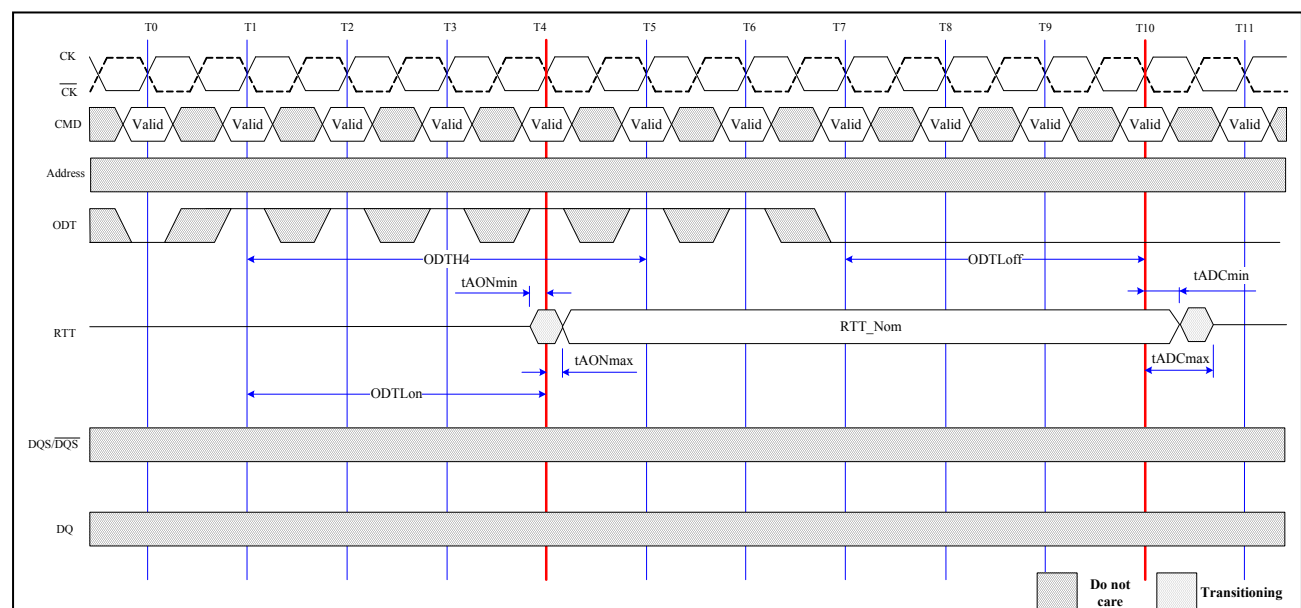 T0 T1 T2 T3 T4 T5 T6 T7 T8 T9 T10 T11
CK
C̅K̅
CMD Valid Valid Valid Valid Valid Valid Valid Valid Valid Valid Valid Valid
Address
ODT
ODTH4 ODTLoff
tAONmin tADCmin
RTT RTT_Nom
tAONmax tADCmax
ODTLon
DQS/D̅Q̅S̅
DQ
Do not
care
Transitioning